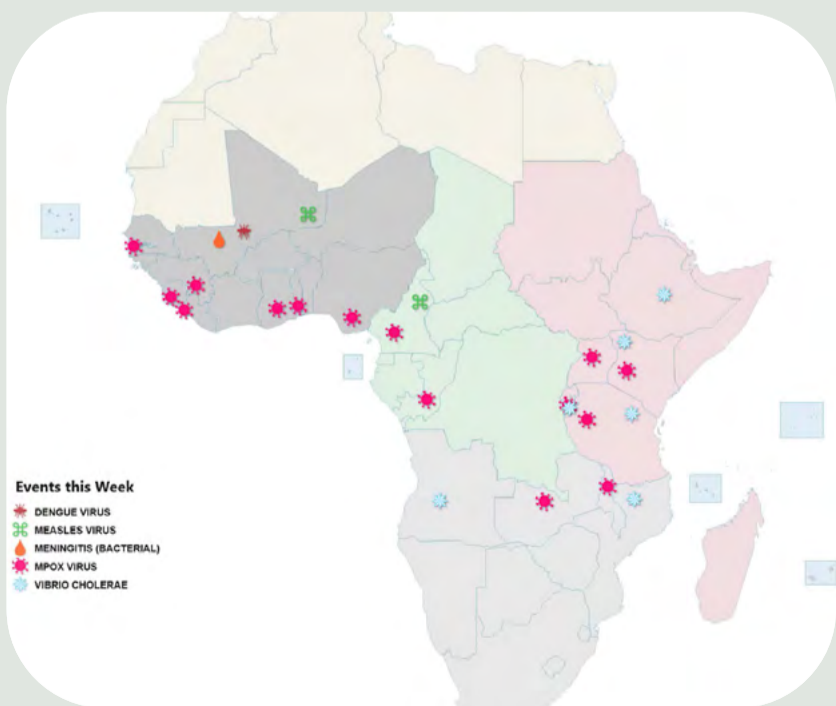 Events this Week
DENGUE VIRUS
MEASLES VIRUS
MENINGITIS (BACTERIAL)
MPOX VIRUS
VIBRIO CHOLERAE